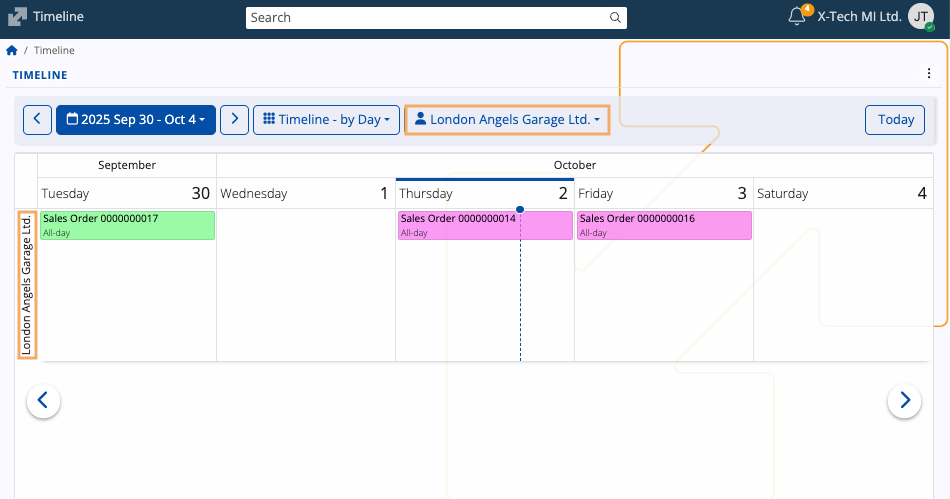 Timeline
Search
4
X-Tech MI Ltd.
JT
/ Timeline
TIMELINE
2025 Sep 30 - Oct 4
Timeline - by Day
London Angels Garage Ltd.
Today
September
October
Tuesday 30
Wednesday 1
Thursday 2
Friday 3
Saturday 4
London Angels Garage Ltd.
Sales Order 0000000017
All-day
Sales Order 0000000014
All-day
Sales Order 0000000016
All-day